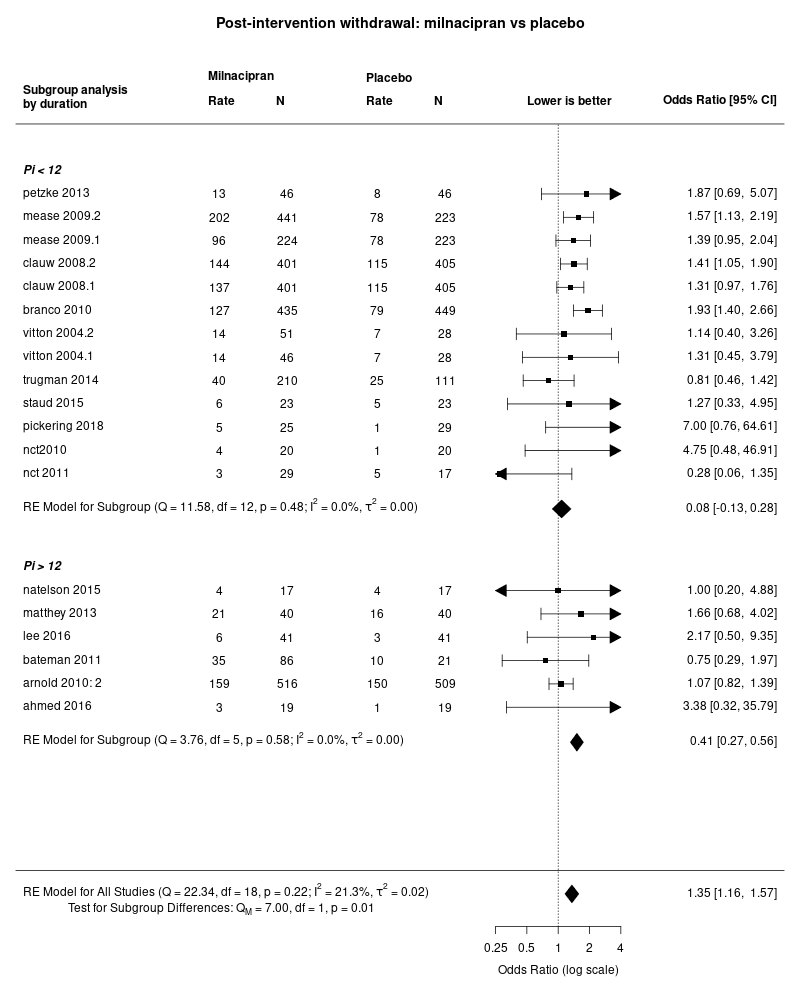 Post-intervention withdrawal: milnacipran vs placebo
Milnacipran Placebo
Subgroup analysis by duration Rate N Rate N Lower is better Odds Ratio [95% CI]
Pi < 12
petzke 2013 13 46 8 46 1.87 [0.69, 5.07]
mease 2009.2 202 441 78 223 1.57 [1.13, 2.19]
mease 2009.1 96 224 78 223 1.39 [0.95, 2.04]
clauw 2008.2 144 401 115 405 1.41 [1.05, 1.90]
clauw 2008.1 137 401 115 405 1.31 [0.97, 1.76]
branco 2010 127 435 79 449 1.93 [1.40, 2.66]
vitton 2004.2 14 51 7 28 1.14 [0.40, 3.26]
vitton 2004.1 14 46 7 28 1.31 [0.45, 3.79]
trugman 2014 40 210 25 111 0.81 [0.46, 1.42]
staud 2015 6 23 5 23 1.27 [0.33, 4.95]
pickering 2018 5 25 1 29 7.00 [0.76, 64.61]
nct2010 4 20 1 20 4.75 [0.48, 46.91]
nct 2011 3 29 5 17 0.28 [0.06, 1.35]
RE Model for Subgroup (Q = 11.58, df = 12, p = 0.48; I² = 0.0%, τ² = 0.00) 0.08 [-0.13, 0.28]
Pi > 12
natelson 2015 4 17 4 17 1.00 [0.20, 4.88]
matthey 2013 21 40 16 40 1.66 [0.68, 4.02]
lee 2016 6 41 3 41 2.17 [0.50, 9.35]
bateman 2011 35 86 10 21 0.75 [0.29, 1.97]
arnold 2010: 2 159 516 150 509 1.07 [0.82, 1.39]
ahmed 2016 3 19 1 19 3.38 [0.32, 35.79]
RE Model for Subgroup (Q = 3.76, df = 5, p = 0.58; I² = 0.0%, τ² = 0.00) 0.41 [0.27, 0.56]
RE Model for All Studies (Q = 22.34, df = 18, p = 0.22; I² = 21.3%, τ² = 0.02) 1.35 [1.16, 1.57]
Test for Subgroup Differences: Q_M = 7.00, df = 1, p = 0.01
0.25 0.5 1 2 4
Odds Ratio (log scale)